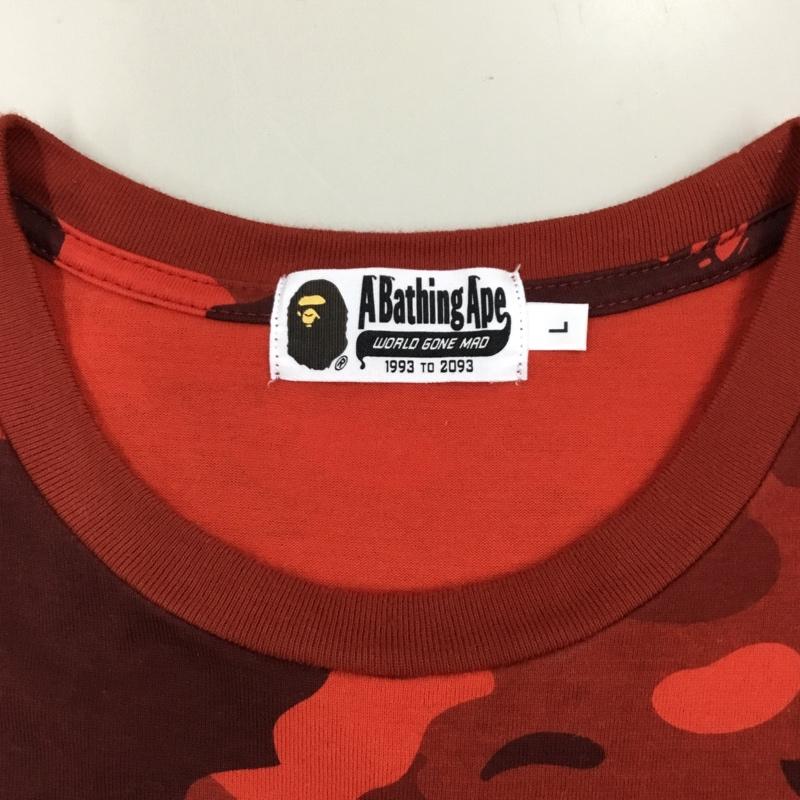 A Bathing Ape
WORLD GONE MAD
®
1993 TO 2093
L